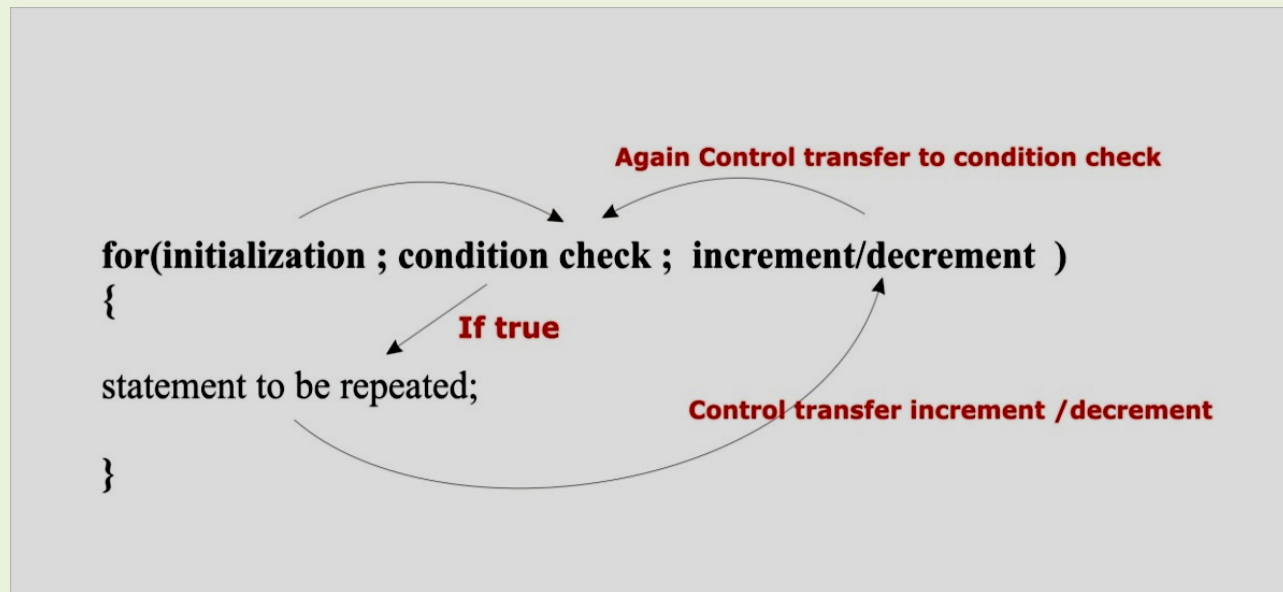 Again Control transfer to condition check
for(initialization ; condition check ; increment/decrement )
{
If true
statement to be repeated;
Control transfer increment /decrement
}